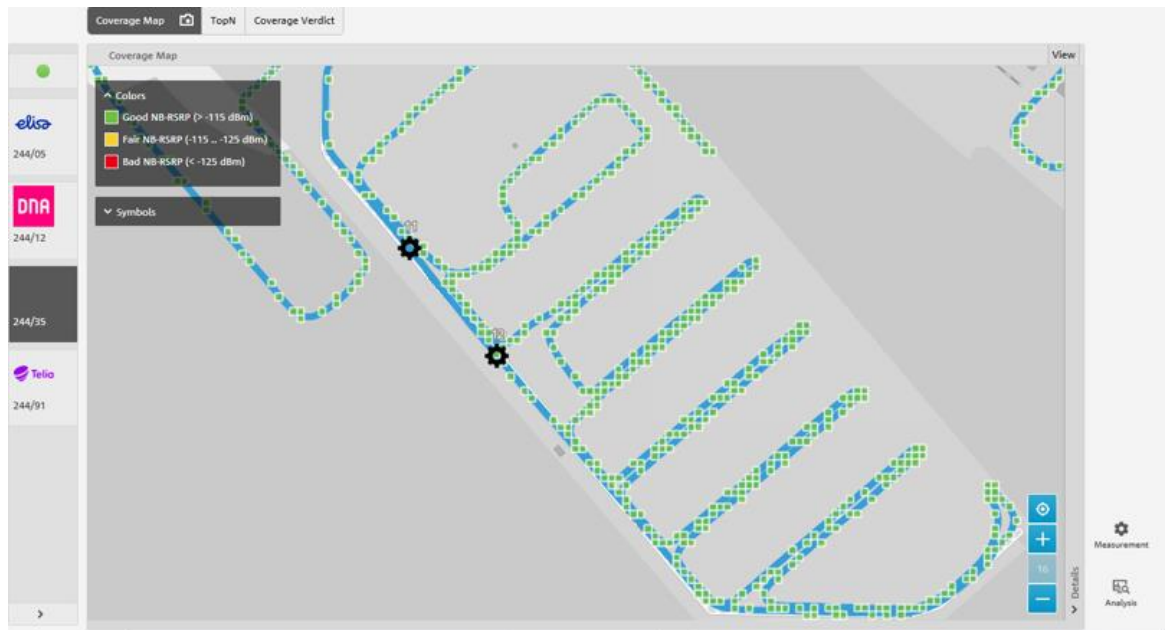 Coverage Map
TopN
Coverage Verdict
Coverage Map
View
Colors
Good NB-RSRP (> -115 dBm)
Fair NB-RSRP (-115 .. -125 dBm)
Bad NB-RSRP (< -125 dBm)
Symbols
elisa
244/05
DNA
244/12
244/35
Telia
244/91
11
12
16
Details
Measurement
Analysis